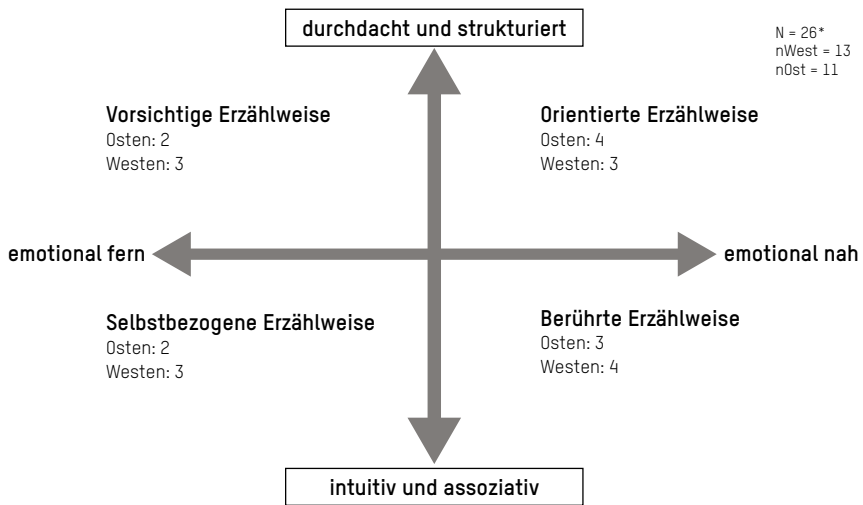 durchdacht und strukturiert
N = 26*
nWest = 13
nOst = 11
Vorsichtige Erzählweise
Osten: 2
Westen: 3
Orientierte Erzählweise
Osten: 4
Westen: 3
emotional fern
emotional nah
Selbstbezogene Erzählweise
Osten: 2
Westen: 3
Berührte Erzählweise
Osten: 3
Westen: 4
intuitiv und assoziativ